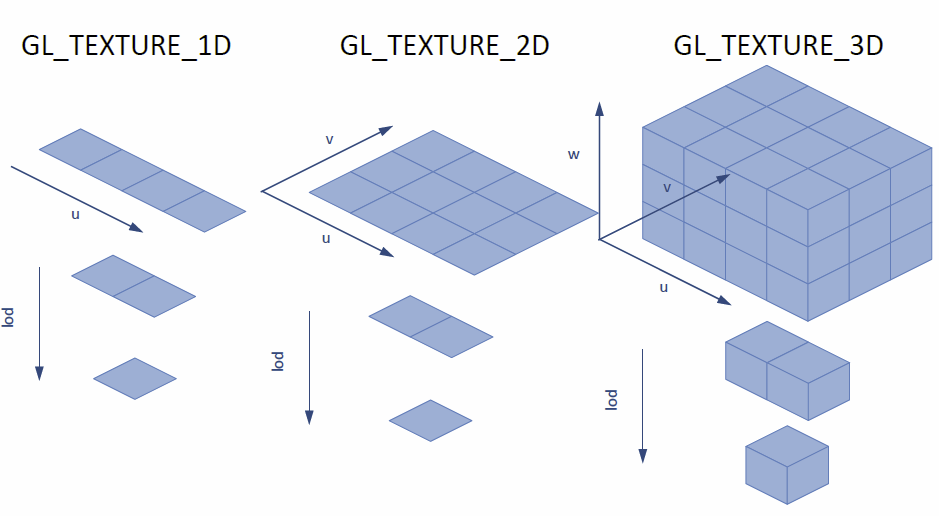 GL_TEXTURE_1D
GL_TEXTURE_2D
GL_TEXTURE_3D
u
lod
v
u
lod
w
v
u
lod